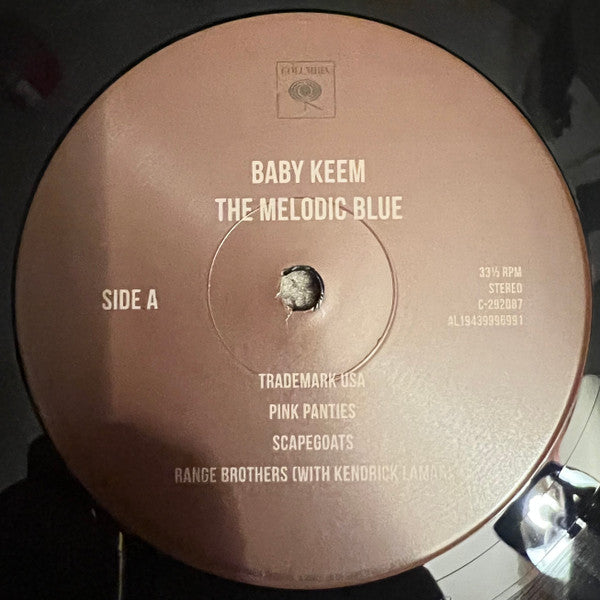 COLUMBIA
BABY KEEM
THE MELODIC BLUE
SIDE A
33⅓ RPM
STEREO
C-292087
AL19439996991
TRADEMARK USA
PINK PANTIES
SCAPEGOATS
RANGE BROTHERS (WITH KENDRICK LAMAR)